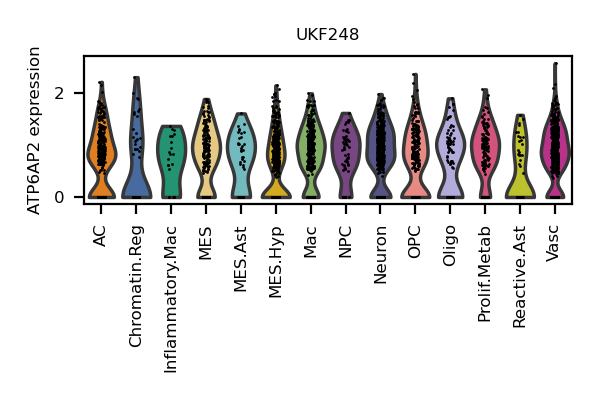 UKF248
ATP6AP2 expression
2
0
AC
Chromatin.Reg
Inflammatory.Mac
MES
MES.Ast
MES.Hyp
Mac
NPC
Neuron
OPC
Oligo
Prolif.Metab
Reactive.Ast
Vasc